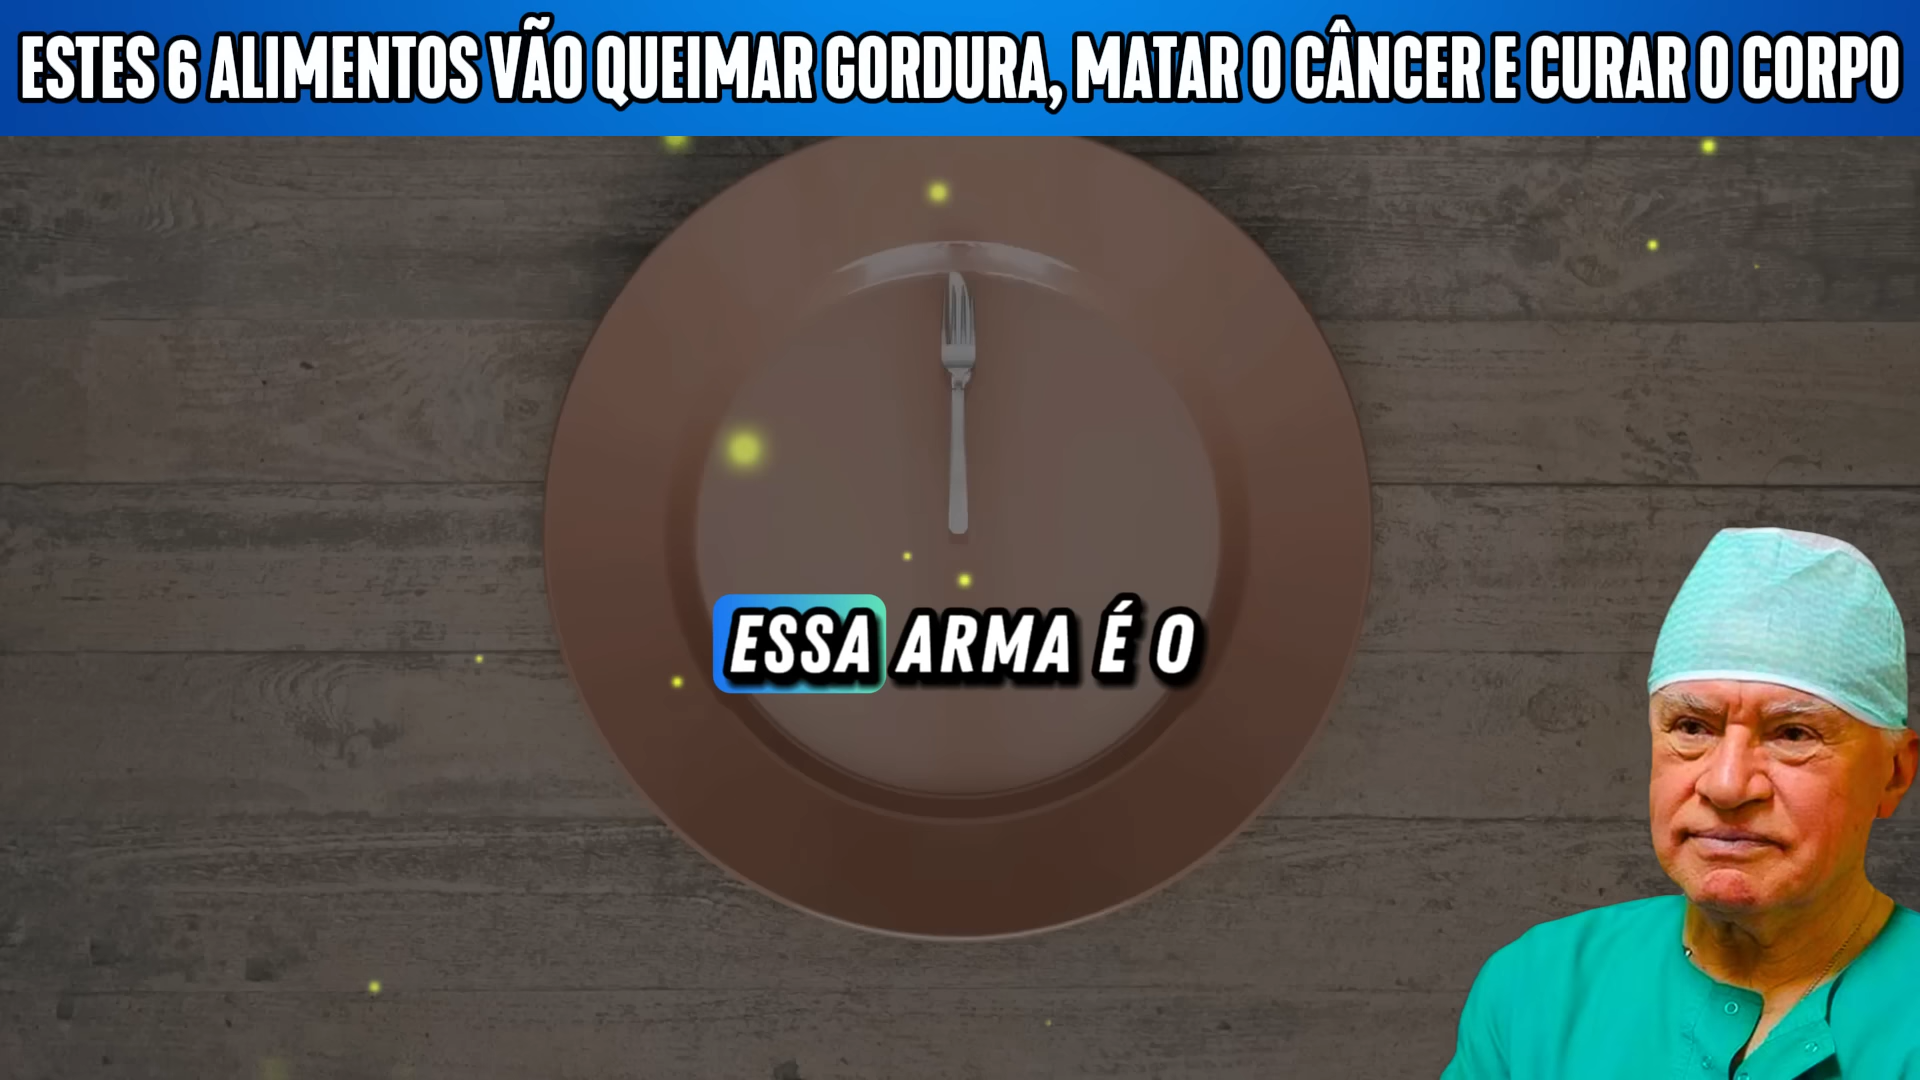 ESTES 6 ALIMENTOS VÃO QUEIMAR GORDURA, MATAR O CÂNCER E CURAR O CORPO
ESSA ARMA É O